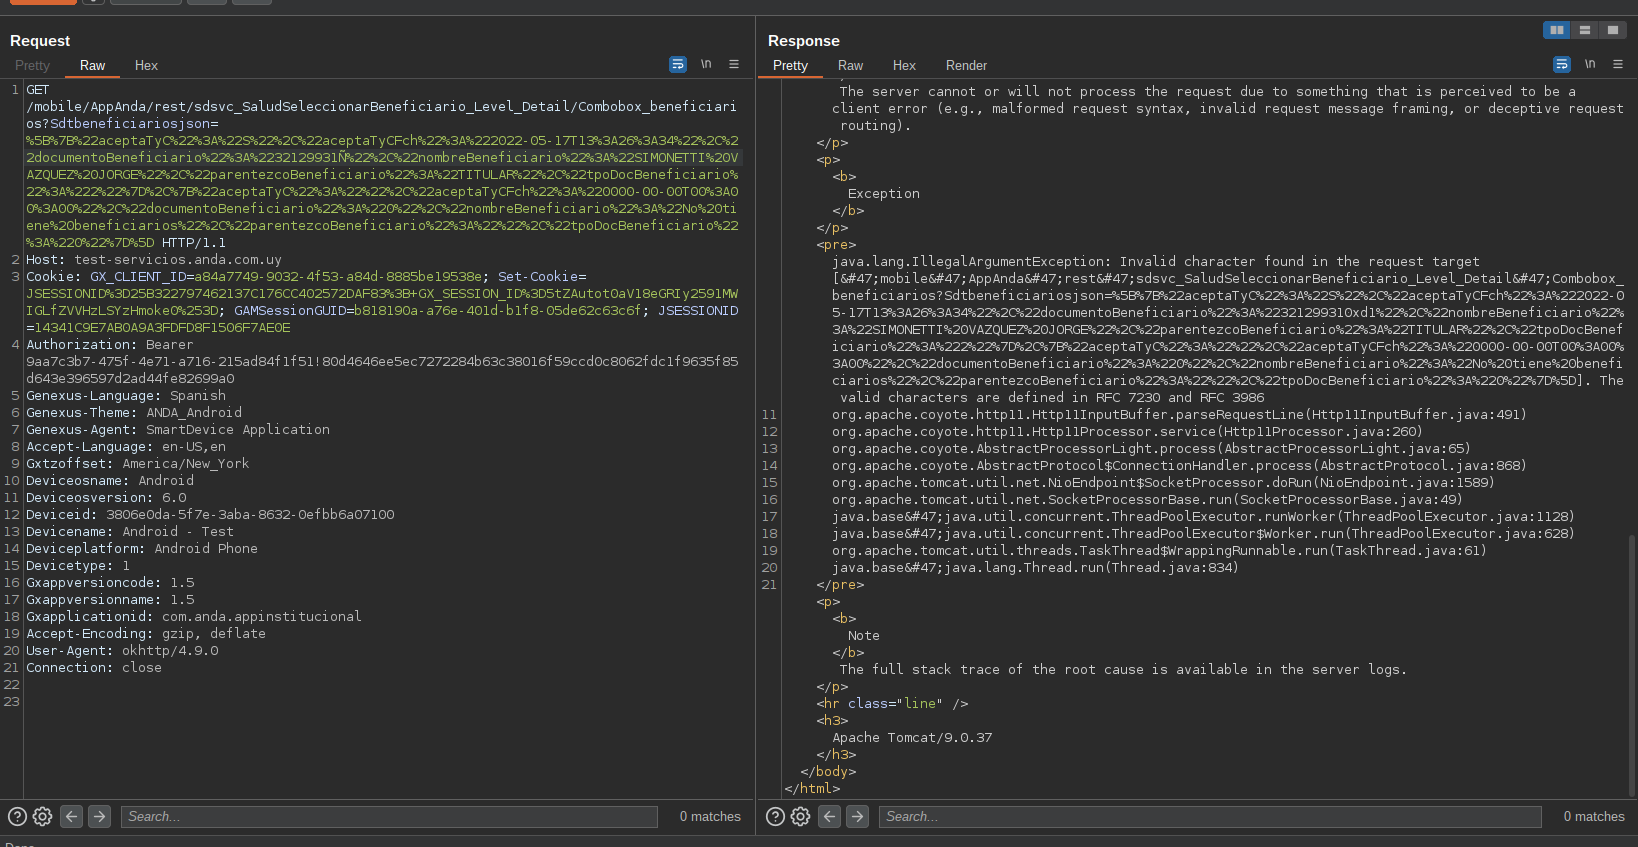 Request
Pretty Raw Hex \n
1 GET
/mobile/AppAnda/rest/sdsvc_SaludSeleccionarBeneficiario_Level_Detail/Combobox_beneficiari
os?Sdtbeneficiariosjson=
%5B%7B%22aceptaTyC%22%3A%22S%22%2C%22aceptaTyCFch%22%3A%222022-05-17T13%3A26%3A34%22%2C%2
2documentoBeneficiario%22%3A%2232129931Ñ%22%2C%22nombreBeneficiario%22%3A%22SIMONETTI%20V
AZQUEZ%20JORGE%22%2C%22parentezcoBeneficiario%22%3A%22TITULAR%22%2C%22tpoDocBeneficiario%
22%3A%222%22%7D%2C%7B%22aceptaTyC%22%3A%22%22%2C%22aceptaTyCFch%22%3A%220000-00-00T00%3A0
0%3A00%22%2C%22documentoBeneficiario%22%3A%220%22%2C%22nombreBeneficiario%22%3A%22No%20ti
ene%20beneficiarios%22%2C%22parentezcoBeneficiario%22%3A%22%22%2C%22tpoDocBeneficiario%22
%3A%220%22%7D%5D HTTP/1.1
2 Host: test-servicios.anda.com.uy
3 Cookie: GX_CLIENT_ID=a84a7749-9032-4f53-a84d-8885be19538e; Set-Cookie=
JSESSIONID%3D25B322797462137C176CC402572DAF83%3B+GX_SESSION_ID%3D5tZAutot0aV18eGRIy2591MW
IGLfZVVHzLSYzHmoke0%253D; GAMSessionGUID=b818190a-a76e-401d-b1f8-05de62c63c6f; JSESSIONID
=14341C9E7AB0A9A3FDFD8F1506F7AE0E
4 Authorization: Bearer
9aa7c3b7-475f-4e71-a716-215ad84f1f51!80d4646ee5ec7272284b63c38016f59ccd0c8062fdc1f9635f85
d643e396597d2ad44fe82699a0
5 Genexus-Language: Spanish
6 Genexus-Theme: ANDA_Android
7 Genexus-Agent: SmartDevice Application
8 Accept-Language: en-US,en
9 Gxtzoffset: America/New_York
10 Deviceosname: Android
11 Deviceosversion: 6.0
12 Deviceid: 3806e0da-5f7e-3aba-8632-0efbb6a07100
13 Devicename: Android - Test
14 Deviceplatform: Android Phone
15 Devicetype: 1
16 Gxappversioncode: 1.5
17 Gxappversionname: 1.5
18 Gxapplicationid: com.anda.appinstitucional
19 Accept-Encoding: gzip, deflate
20 User-Agent: okhttp/4.9.0
21 Connection: close
22
23
Search... 0 matches
Response
Pretty Raw Hex Render \n
The server cannot or will not process the request due to something that is perceived to be a
client error (e.g., malformed request syntax, invalid request message framing, or deceptive request
routing).
</p>
<p>
<b>
Exception
</b>
</p>
<pre>
java.lang.IllegalArgumentException: Invalid character found in the request target
[&#47;mobile&#47;AppAnda&#47;rest&#47;sdsvc_SaludSeleccionarBeneficiario_Level_Detail&#47;Combobox_
beneficiarios?Sdtbeneficiariosjson=%5B%7B%22aceptaTyC%22%3A%22S%22%2C%22aceptaTyCFch%22%3A%222022-0
5-17T13%3A26%3A34%22%2C%22documentoBeneficiario%22%3A%22321299310xd1%22%2C%22nombreBeneficiario%22%
3A%22SIMONETTI%20VAZQUEZ%20JORGE%22%2C%22parentezcoBeneficiario%22%3A%22TITULAR%22%2C%22tpoDocBenef
iciario%22%3A%222%22%7D%2C%7B%22aceptaTyC%22%3A%22%22%2C%22aceptaTyCFch%22%3A%220000-00-00T00%3A00%
3A00%22%2C%22documentoBeneficiario%22%3A%220%22%2C%22nombreBeneficiario%22%3A%22No%20tiene%20benefi
ciarios%22%2C%22parentezcoBeneficiario%22%3A%22%22%2C%22tpoDocBeneficiario%22%3A%220%22%7D%5D]. The
valid characters are defined in RFC 7230 and RFC 3986
11 org.apache.coyote.http11.Http11InputBuffer.parseRequestLine(Http11InputBuffer.java:491)
12 org.apache.coyote.http11.Http11Processor.service(Http11Processor.java:260)
13 org.apache.coyote.AbstractProcessorLight.process(AbstractProcessorLight.java:65)
14 org.apache.coyote.AbstractProtocol$ConnectionHandler.process(AbstractProtocol.java:868)
15 org.apache.tomcat.util.net.NioEndpoint$SocketProcessor.doRun(NioEndpoint.java:1589)
16 org.apache.tomcat.util.net.SocketProcessorBase.run(SocketProcessorBase.java:49)
17 java.base&#47;java.util.concurrent.ThreadPoolExecutor.runWorker(ThreadPoolExecutor.java:1128)
18 java.base&#47;java.util.concurrent.ThreadPoolExecutor$Worker.run(ThreadPoolExecutor.java:628)
19 org.apache.tomcat.util.threads.TaskThread$WrappingRunnable.run(TaskThread.java:61)
20 java.base&#47;java.lang.Thread.run(Thread.java:834)
21 </pre>
<p>
<b>
Note
</b>
The full stack trace of the root cause is available in the server logs.
</p>
<hr class="line" />
<h3>
Apache Tomcat/9.0.37
</h3>
</body>
</html>
Search... 0 matches